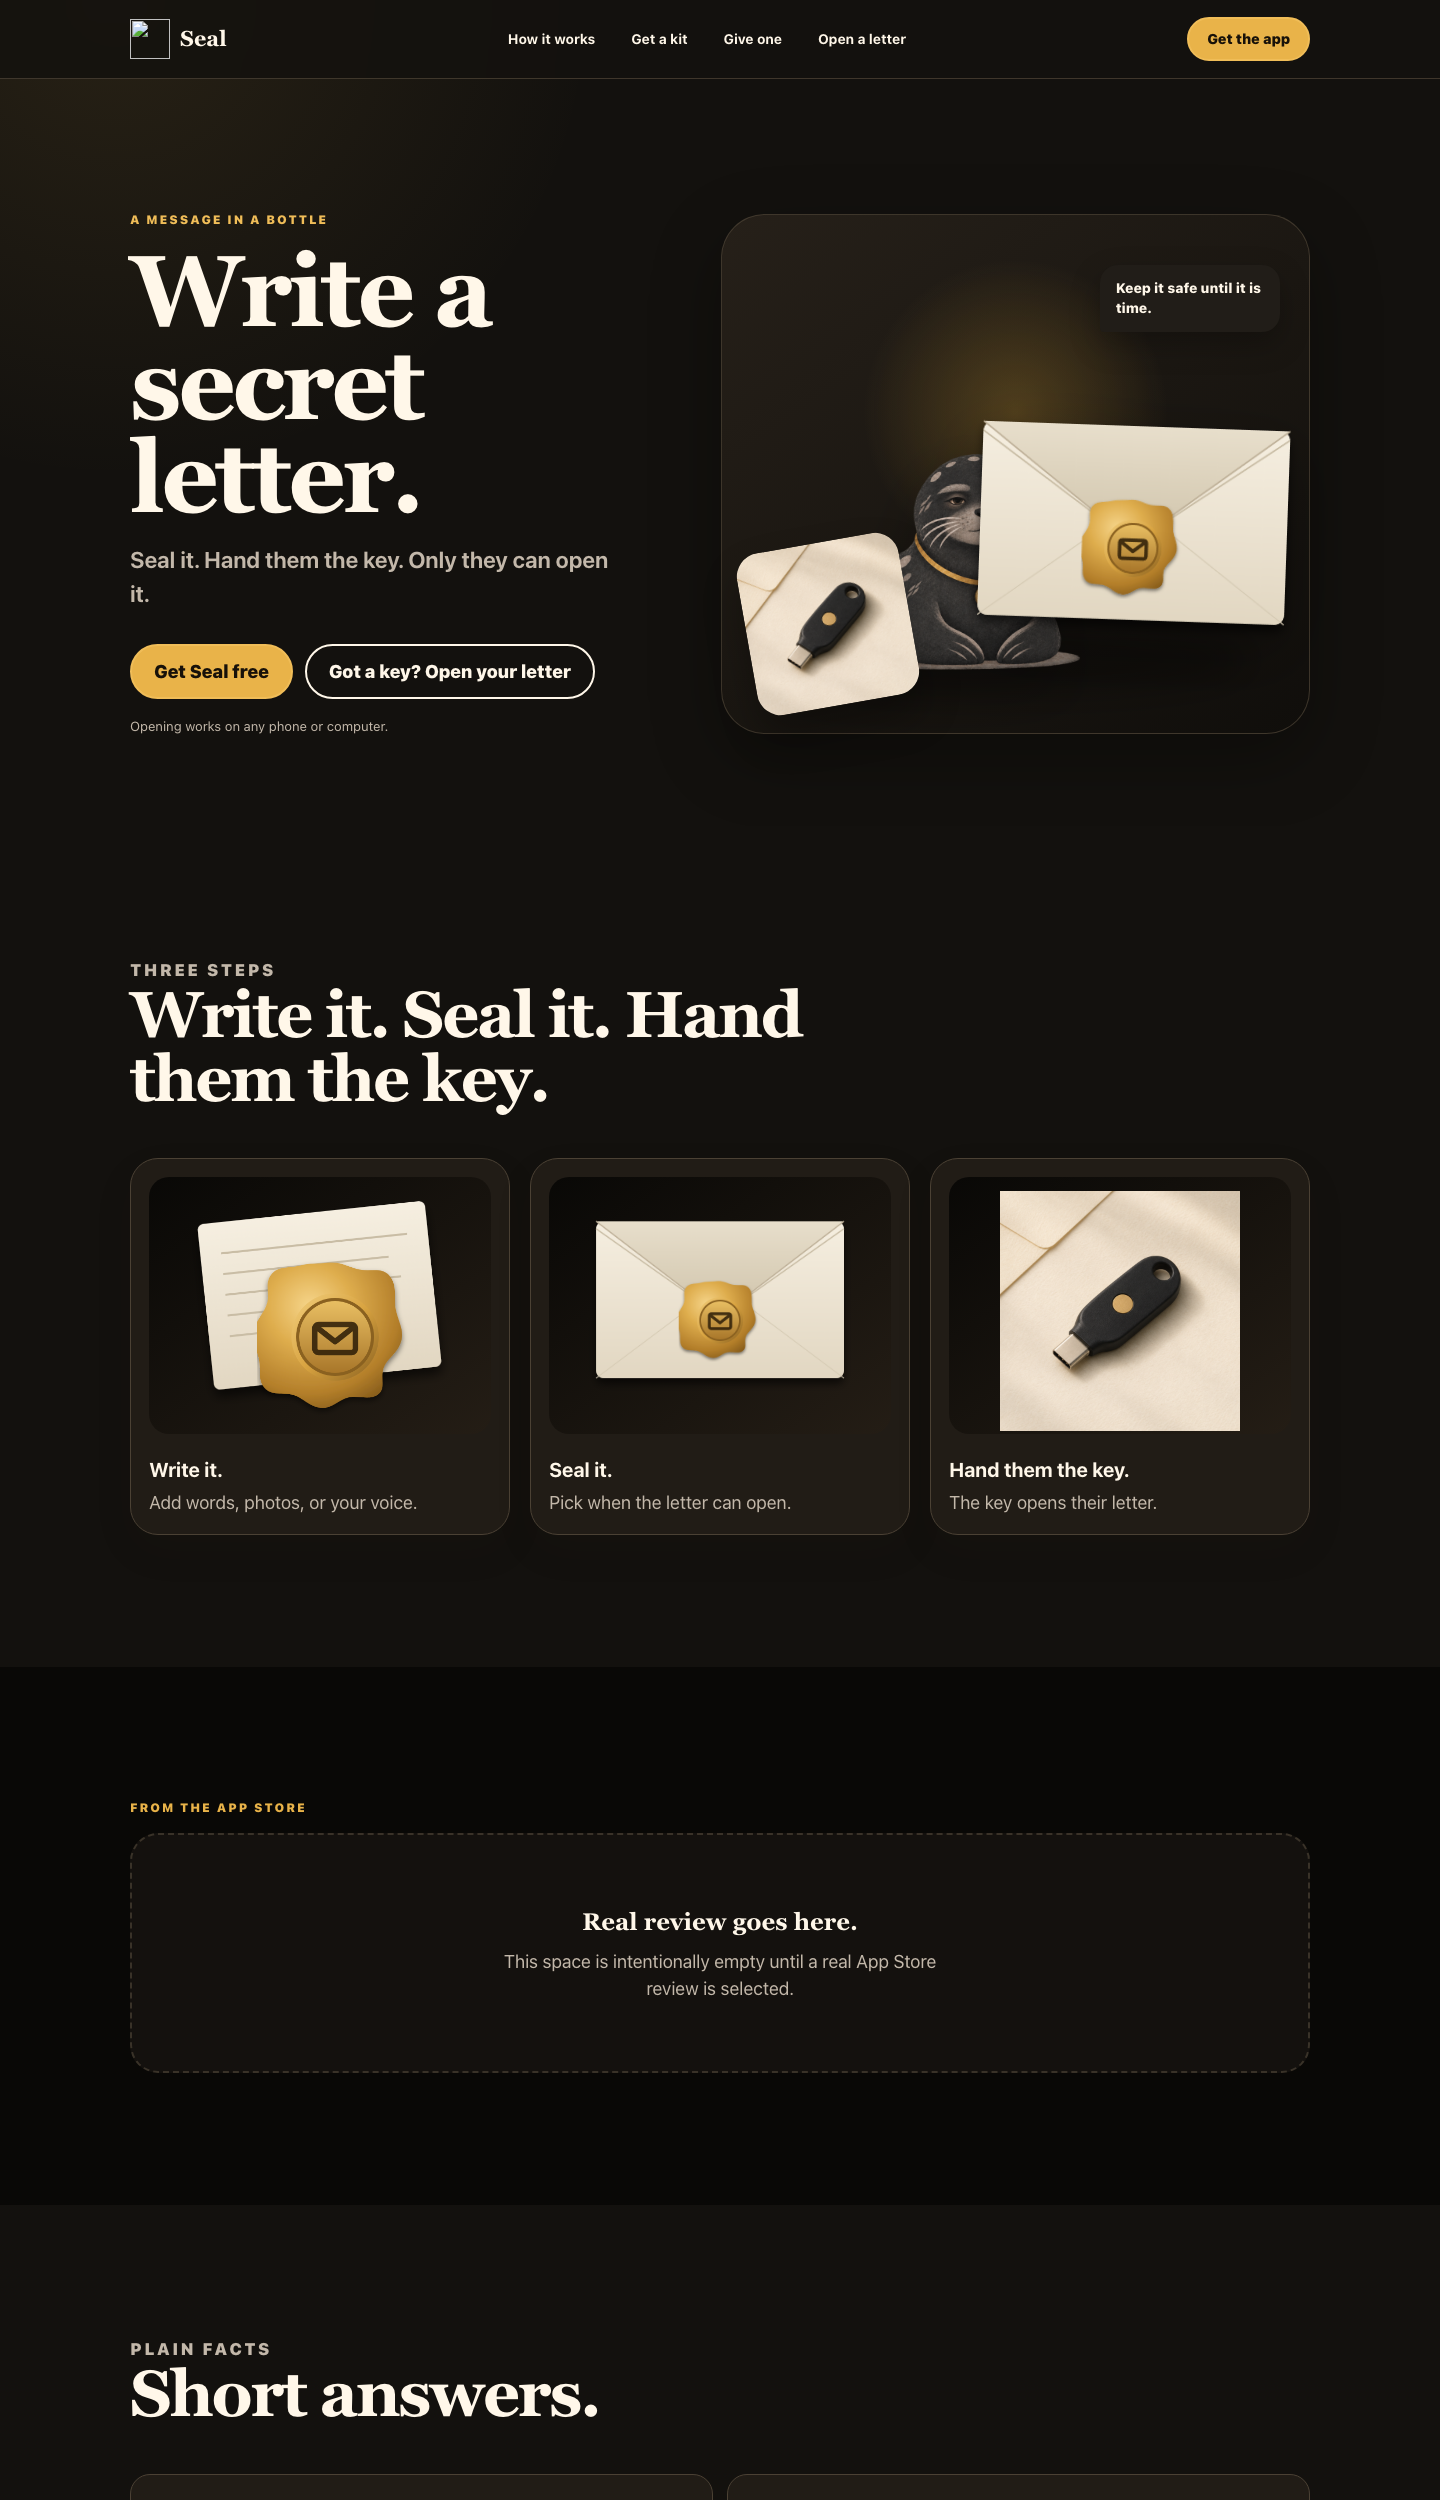 Seal
How it works
Get a kit
Give one
Open a letter
Get the app
A MESSAGE IN A BOTTLE
Write a
secret
letter.
Seal it. Hand them the key. Only they can open
it.
Get Seal free
Got a key? Open your letter
Opening works on any phone or computer.
Keep it safe until it is
time.
THREE STEPS
Write it. Seal it. Hand
them the key.
Write it.
Add words, photos, or your voice.
Seal it.
Pick when the letter can open.
Hand them the key.
The key opens their letter.
FROM THE APP STORE
Real review goes here.
This space is intentionally empty until a real App Store
review is selected.
PLAIN FACTS
Short answers.